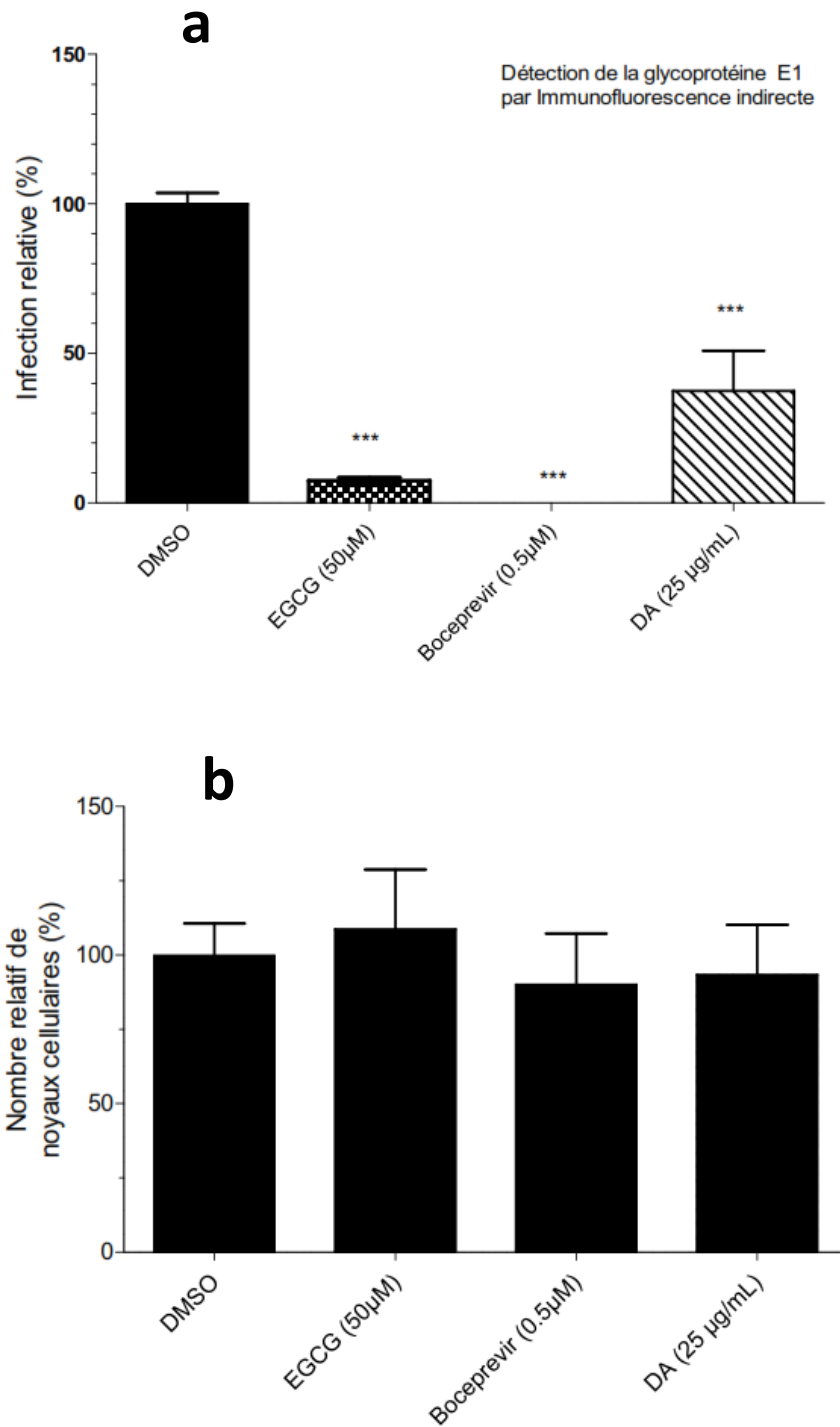 a
Détection de la glycoprotéine E1
par Immunofluorescence indirecte
Infection relative (%)
150
100
50
0
***
***
***
DMSO
EGCG (50µM)
Boceprevir (0.5µM)
DA (25 µg/mL)
b
Nombre relatif de
noyaux cellulaires (%)
150
100
50
0
DMSO
EGCG (50µM)
Boceprevir (0.5µM)
DA (25 µg/mL)